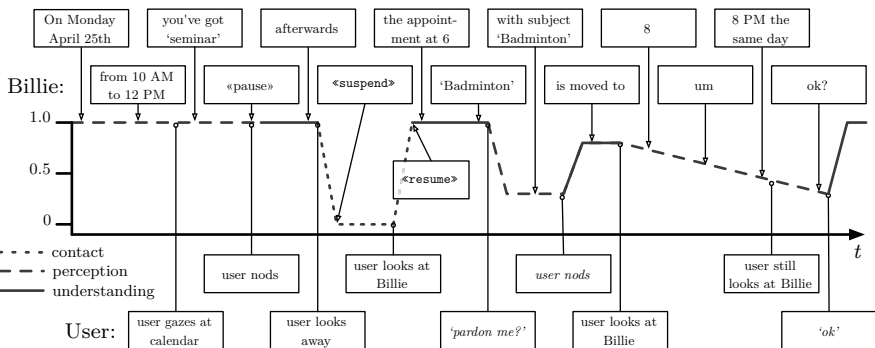 On Monday
April 25th
you've got
‘seminar’
afterwards
the appoint-
ment at 6
with subject
‘Badminton’
8
8 PM the
same day
Billie:
from 10 AM
to 12 PM
«pause»
«suspend»
‘Badminton’
is moved to
um
ok?
1.0
0.5
0
«resume»
t
contact
perception
understanding
user nods
user looks at
Billie
user nods
user still
looks at Billie
User:
user gazes at
calendar
user looks
away
‘pardon me?’
user looks at
Billie
‘ok’